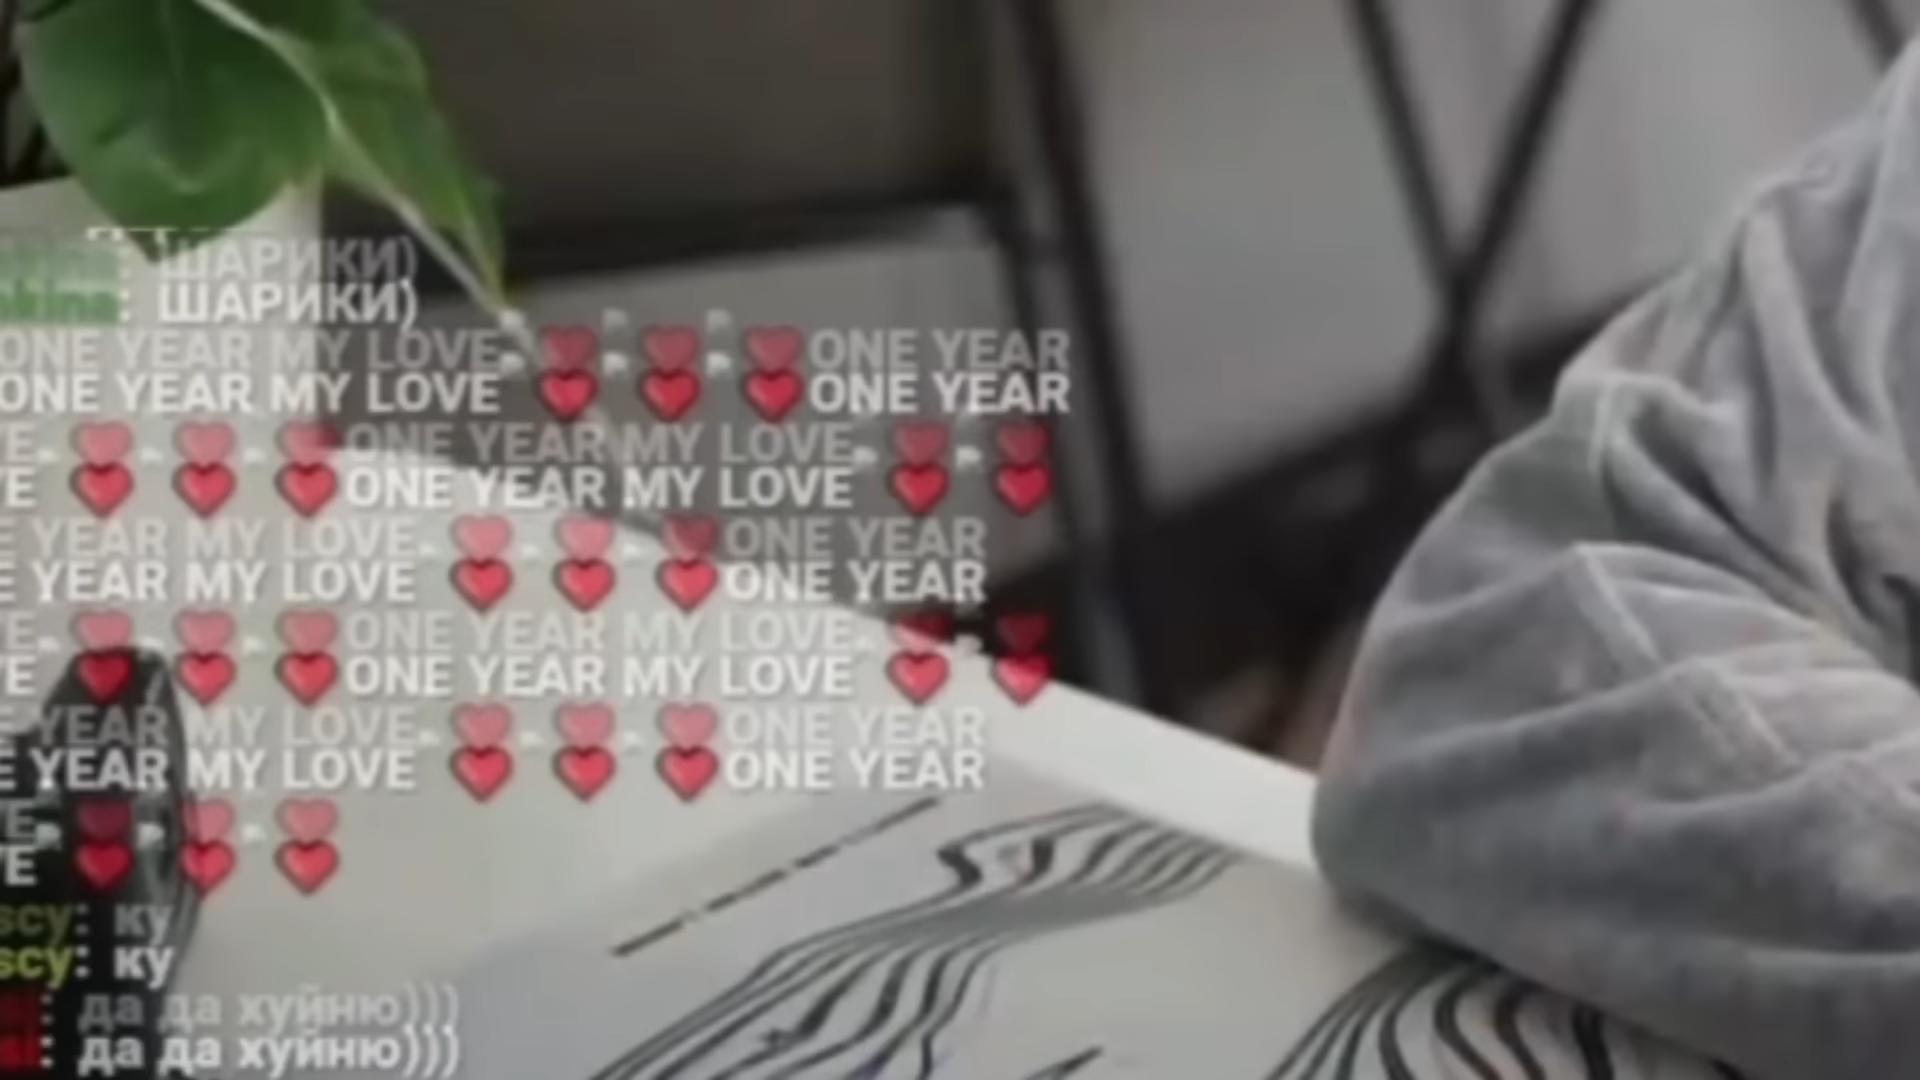 : ШАРИКИ)
: ШАРИКИ)
ONE YEAR MY LOVE ❤ ❤ ❤ ONE YEAR
ONE YEAR MY LOVE ❤ ❤ ❤ ONE YEAR
❤ ❤ ❤ ONE YEAR MY LOVE ❤ ❤
❤ ❤ ❤ ONE YEAR MY LOVE ❤ ❤
YEAR MY LOVE ❤ ❤ ❤ ONE YEAR
YEAR MY LOVE ❤ ❤ ❤ ONE YEAR
❤ ❤ ❤ ONE YEAR MY LOVE ❤ ❤
❤ ❤ ❤ ONE YEAR MY LOVE ❤ ❤
YEAR MY LOVE ❤ ❤ ❤ ONE YEAR
YEAR MY LOVE ❤ ❤ ❤ ONE YEAR
❤ ❤ ❤
❤ ❤ ❤
scy: ку
scy: ку
: да да хуйню)))
: да да хуйню)))